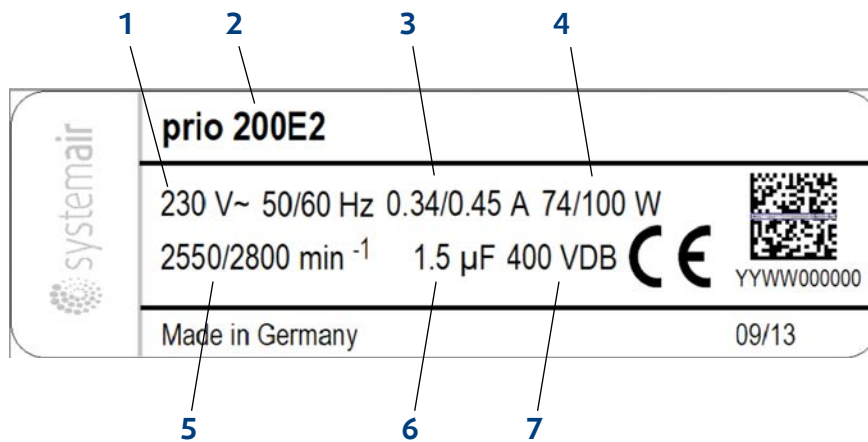 1 2 3 4
systemair
prio 200E2
230 V~ 50/60 Hz 0.34/0.45 A 74/100 W
2550/2800 min -1 1.5 µF 400 VDB CE
YYWW000000
Made in Germany 09/13
5 6 7